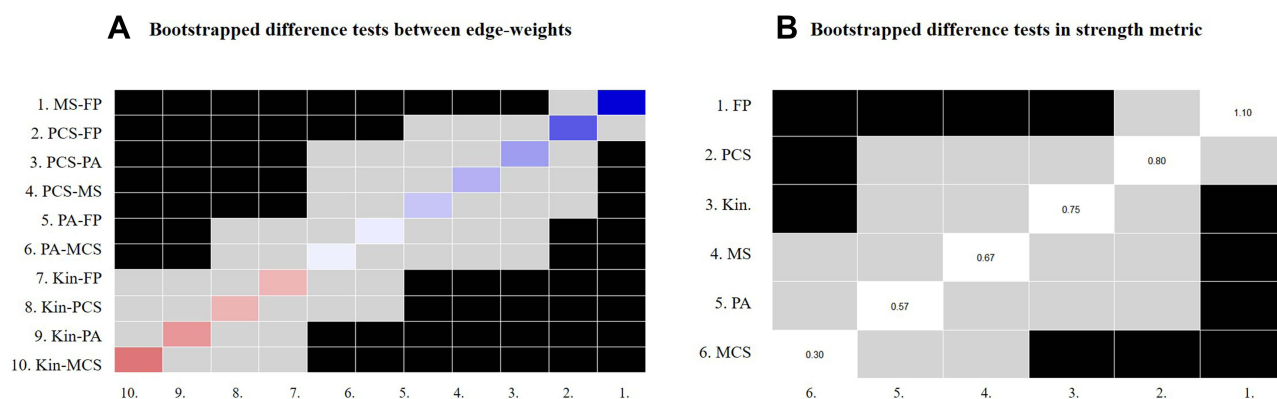 A Bootstrapped difference tests between edge-weights
1. MS-FP
2. PCS-FP
3. PCS-PA
4. PCS-MS
5. PA-FP
6. PA-MCS
7. Kin-FP
8. Kin-PCS
9. Kin-PA
10. Kin-MCS
10. 9. 8. 7. 6. 5. 4. 3. 2. 1.
B Bootstrapped difference tests in strength metric
1. FP
1.10
2. PCS
0.80
3. Kin.
0.75
4. MS
0.67
5. PA
0.57
6. MCS
0.30
6. 5. 4. 3. 2. 1.